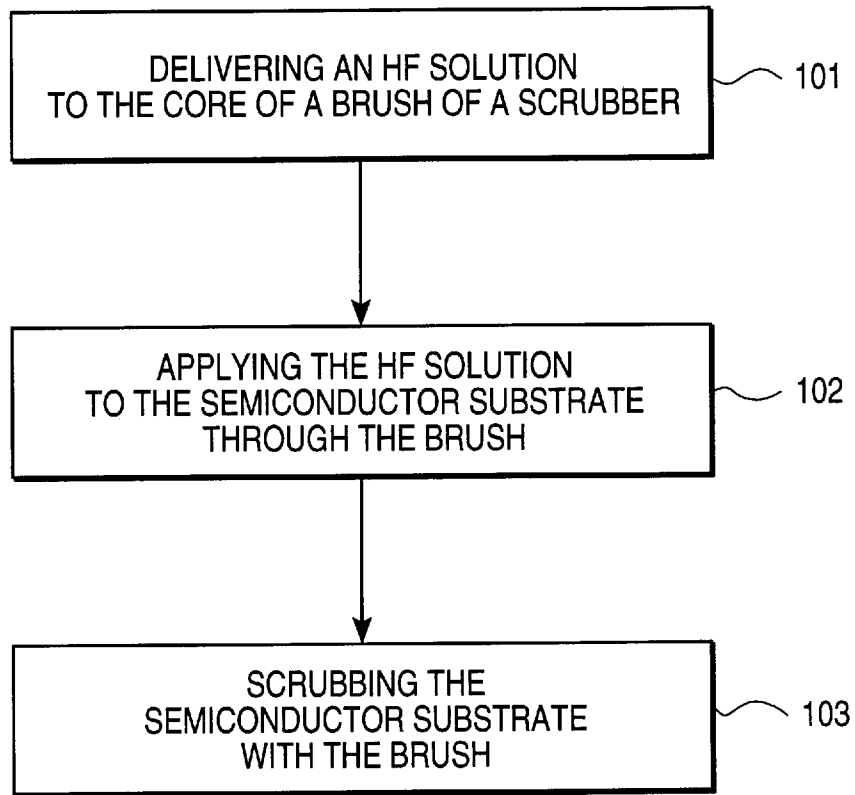 DELIVERING AN HF SOLUTION
TO THE CORE OF A BRUSH OF A SCRUBBER
101
APPLYING THE HF SOLUTION
TO THE SEMICONDUCTOR SUBSTRATE
THROUGH THE BRUSH
102
SCRUBBING THE
SEMICONDUCTOR SUBSTRATE
WITH THE BRUSH
103